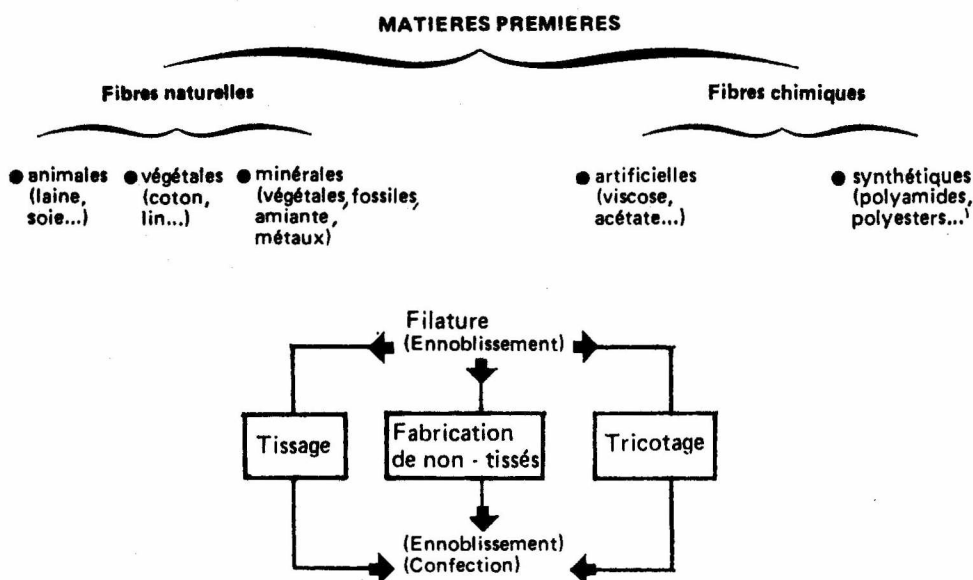 MATIERES PREMIERES
Fibres naturelles
Fibres chimiques
● animales
(laine,
soie...)
● végétales
(coton,
lin...)
● minérales
(végétales, fossiles,
amiante,
métaux)
● artificielles
(viscose,
acétate...)
● synthétiques
(polyamides,
polyesters...)
Filature
(Ennoblissement)
Tissage
Fabrication
de non - tissés
Tricotage
(Ennoblissement)
(Confection)